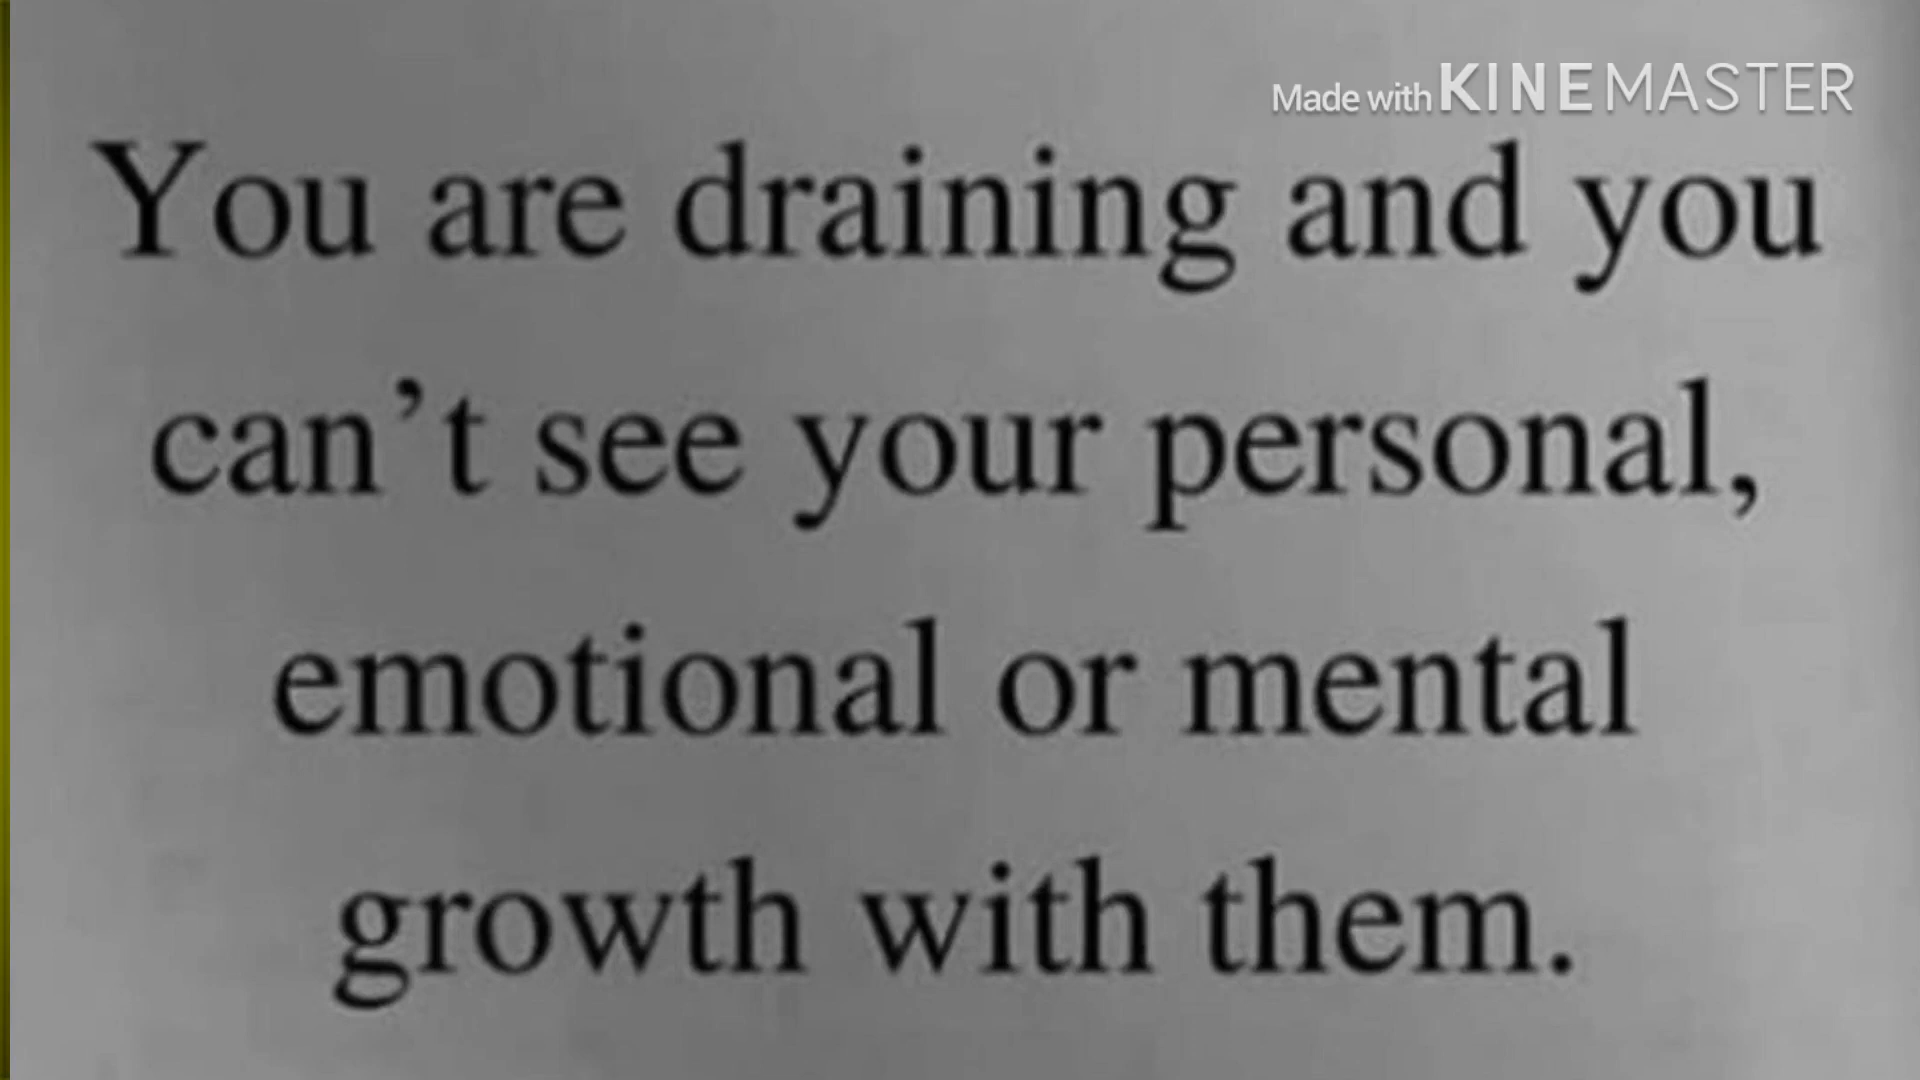 Made with KINEMASTER
You are draining and you
can’t see your personal,
emotional or mental
growth with them.